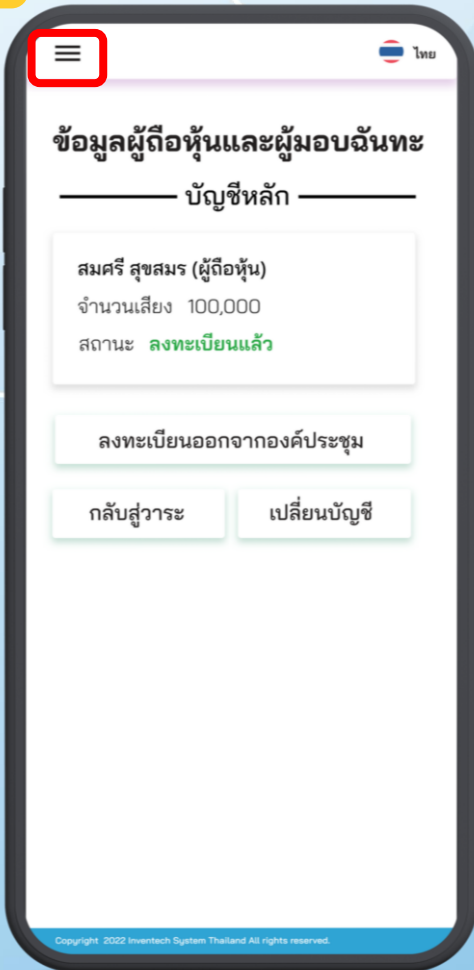 ไทย
ข้อมูลผู้ถือหุ้นและผู้มอบฉันทะ
บัญชีหลัก
สมศรี สุขสมร (ผู้ถือหุ้น)
จำนวนเสียง 100,000
สถานะ ลงทะเบียนแล้ว
ลงทะเบียนออกจากองค์ประชุม
กลับสู่วาระ เปลี่ยนบัญชี
Copyright 2022 Inventech System Thailand All rights reserved.